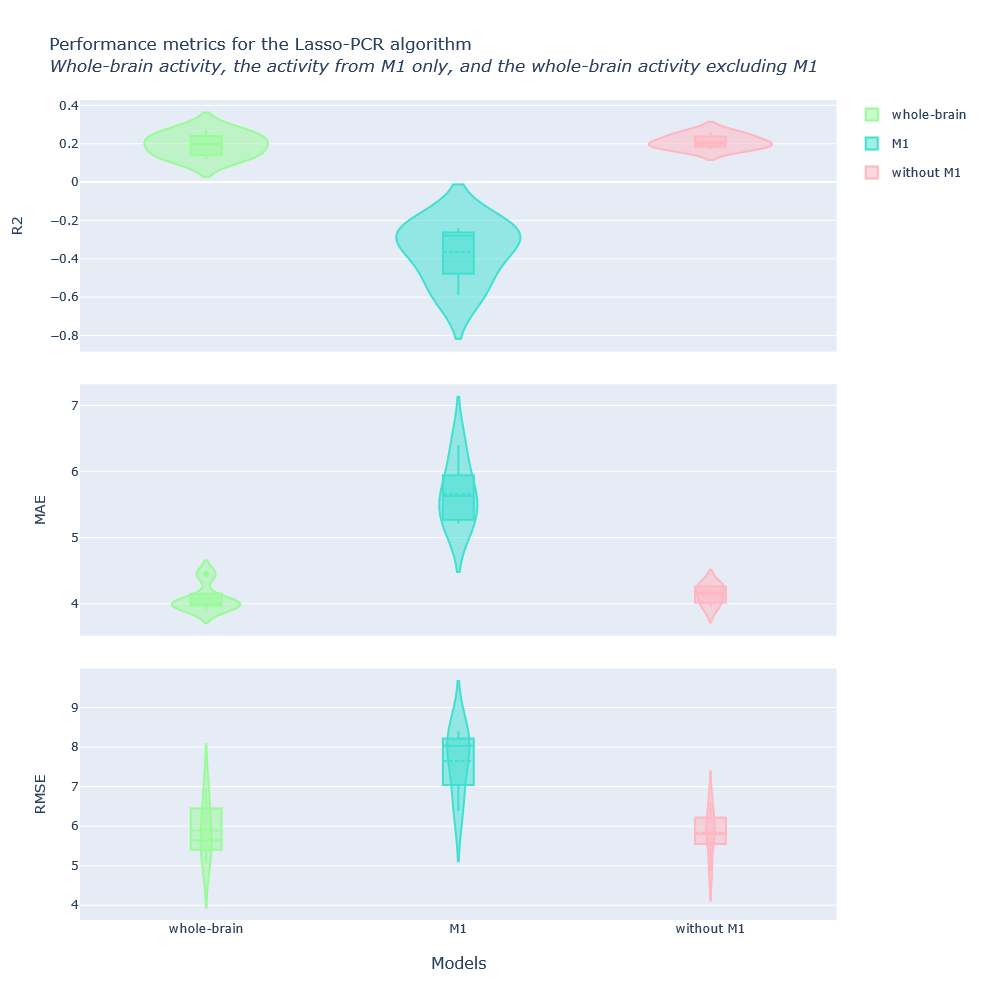 Performance metrics for the Lasso-PCR algorithm
Whole-brain activity, the activity from M1 only, and the whole-brain activity excluding M1
0.4
0.2
0
−0.2
−0.4
−0.6
−0.8
R2
whole-brain
M1
without M1
7
6
5
4
MAE
9
8
7
6
5
4
RMSE
whole-brain
M1
without M1
Models